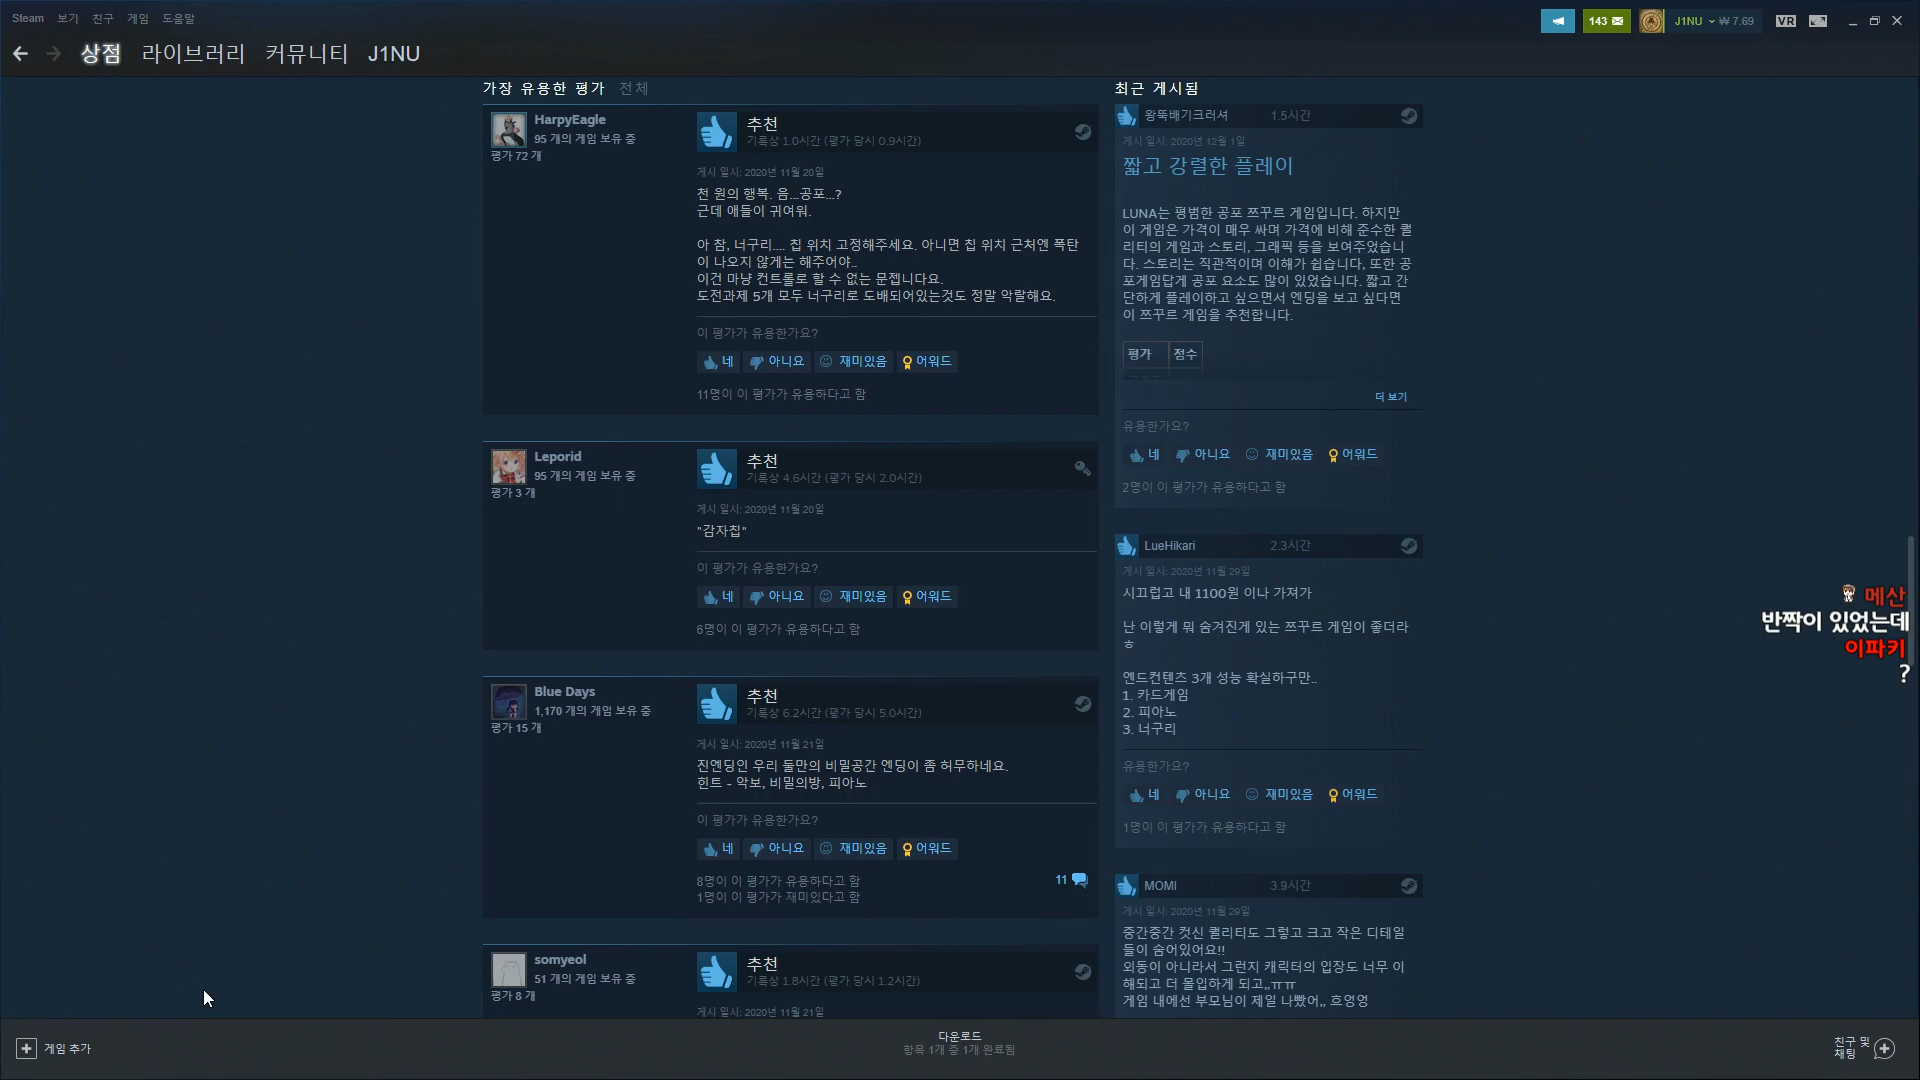 Steam 보기 친구 게임 도움말
143 J1NU ₩ 7.69 VR
상점 라이브러리 커뮤니티 J1NU
가장 유용한 평가 전체
HarpyEagle
95 개의 게임 보유 중
평가 72 개
추천
기록상 1.0시간 (평가 당시 0.9시간)
게시 일시: 2020년 11월 20일
천 원의 행복. 음...공포...?
근데 애들이 귀여워.
아 참, 너구리.... 칩 위치 고정해주세요. 아니면 칩 위치 근처엔 폭탄
이 나오지 않게는 해주어야..
이건 마냥 컨트롤로 할 수 없는 문젭니다요.
도전과제 5개 모두 너구리로 도배되어있는것도 정말 악랄해요.
이 평가가 유용한가요?
네 아니요 재미있음 어워드
11명이 이 평가가 유용하다고 함
Leporid
95 개의 게임 보유 중
평가 3 개
추천
기록상 4.6시간 (평가 당시 2.0시간)
게시 일시: 2020년 11월 20일
"감자칩"
이 평가가 유용한가요?
네 아니요 재미있음 어워드
6명이 이 평가가 유용하다고 함
Blue Days
1,170 개의 게임 보유 중
평가 15 개
추천
기록상 6.2시간 (평가 당시 5.0시간)
게시 일시: 2020년 11월 21일
진엔딩인 우리 둘만의 비밀공간 엔딩이 좀 허무하네요.
힌트 - 악보, 비밀의방, 피아노
이 평가가 유용한가요?
네 아니요 재미있음 어워드
8명이 이 평가가 유용하다고 함
1명이 이 평가가 재미있다고 함
11
somyeol
51 개의 게임 보유 중
평가 8 개
추천
기록상 1.8시간 (평가 당시 1.2시간)
게시 일시: 2020년 11월 21일
최근 게시됨
왕뚝배기크러셔 1.5시간
게시 일시: 2020년 12월 1일
짧고 강렬한 플레이
LUNA는 평범한 공포 쯔꾸르 게임입니다. 하지만
이 게임은 가격이 매우 싸며 가격에 비해 준수한 퀄
리티의 게임과 스토리, 그래픽 등을 보여주었습니
다. 스토리는 직관적이며 이해가 쉽습니다, 또한 공
포게임답게 공포 요소도 많이 있었습니다. 짧고 간
단하게 플레이하고 싶으면서 엔딩을 보고 싶다면
이 쯔꾸르 게임을 추천합니다.
평가 점수
더 보기
유용한가요?
네 아니요 재미있음 어워드
2명이 이 평가가 유용하다고 함
LueHikari 2.3시간
게시 일시: 2020년 11월 29일
시끄럽고 내 1100원 이나 가져가
난 이렇게 뭐 숨겨진게 있는 쯔꾸르 게임이 좋더라
ㅎ
엔드컨텐츠 3개 성능 확실하구만..
1. 카드게임
2. 피아노
3. 너구리
유용한가요?
네 아니요 재미있음 어워드
1명이 이 평가가 유용하다고 함
MOMI 3.9시간
게시 일시: 2020년 11월 29일
중간중간 컷신 퀄리티도 그렇고 크고 작은 디테일
들이 숨어있어요!!
외동이 아니라서 그런지 캐릭터의 입장도 너무 이
해되고 더 몰입하게 되고,,ㅠㅠ
게임 내에선 부모님이 제일 나빴어,, 흐엉엉
메산
반짝이 있었는데
이파키
?
게임 추가
다운로드
항목 1개 중 1개 완료됨
친구 및
채팅